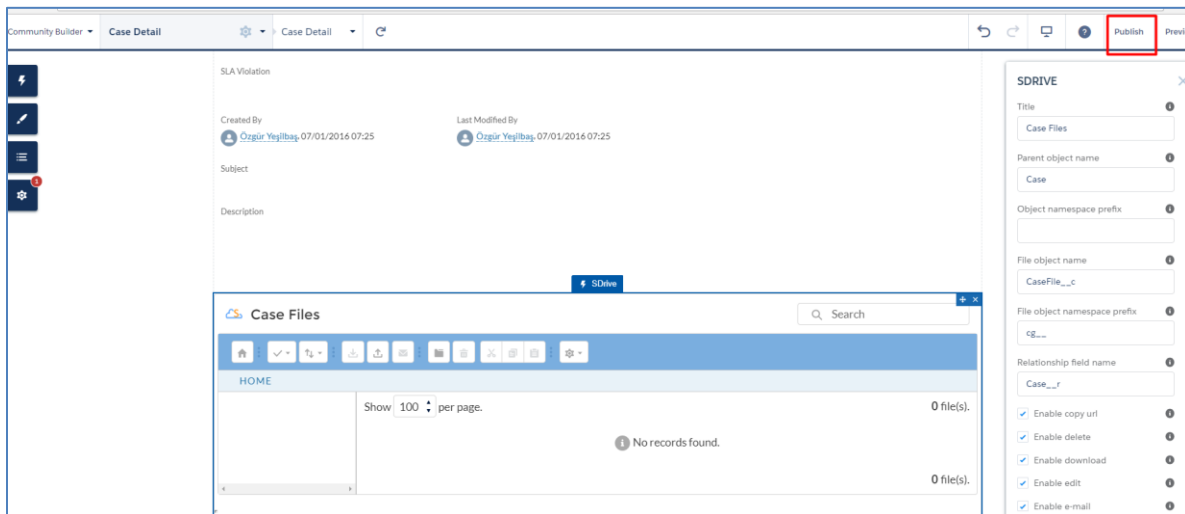 Community Builder
Case Detail
Case Detail
Publish
SLA Violation
Created By
Last Modified By
Özgür Yeşilbaş, 07/01/2016 07:25
Özgür Yeşilbaş, 07/01/2016 07:25
Subject
Description
SDrive
Case Files
Search
HOME
Show 100 per page.
0 file(s).
No records found.
0 file(s).
1
SDRIVE
Title
Case Files
Parent object name
Case
Object namespace prefix
File object name
CaseFile__c
File object namespace prefix
cg__
Relationship field name
Case__r
Enable copy url
Enable delete
Enable download
Enable edit
Enable e-mail